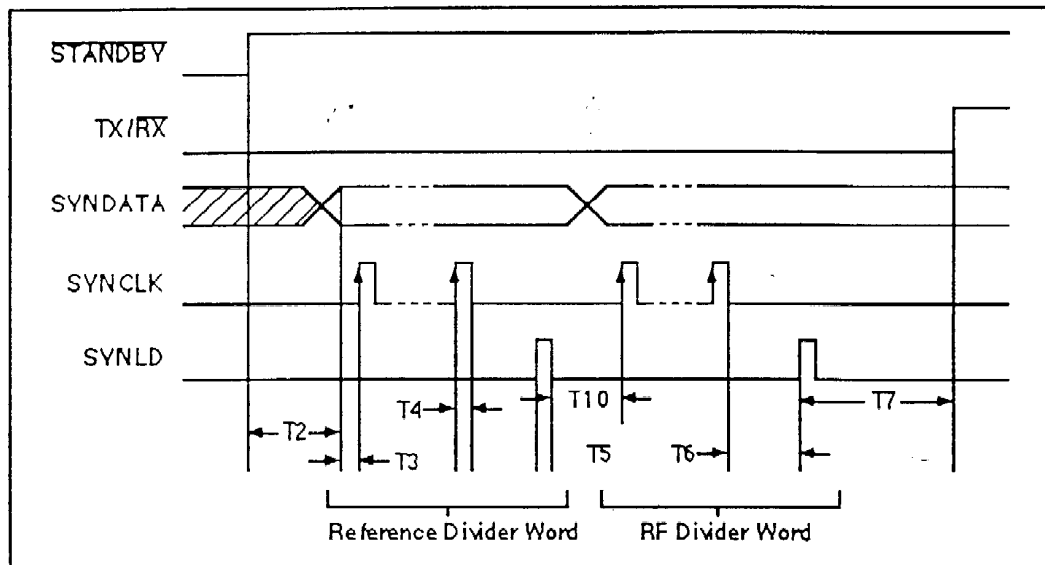 STANDBY
TX/RX
SYNDATA
SYNCLK
SYNLD
T4
T10
T7
T2
T3
T5
T6
Reference Divider Word
RF Divider Word